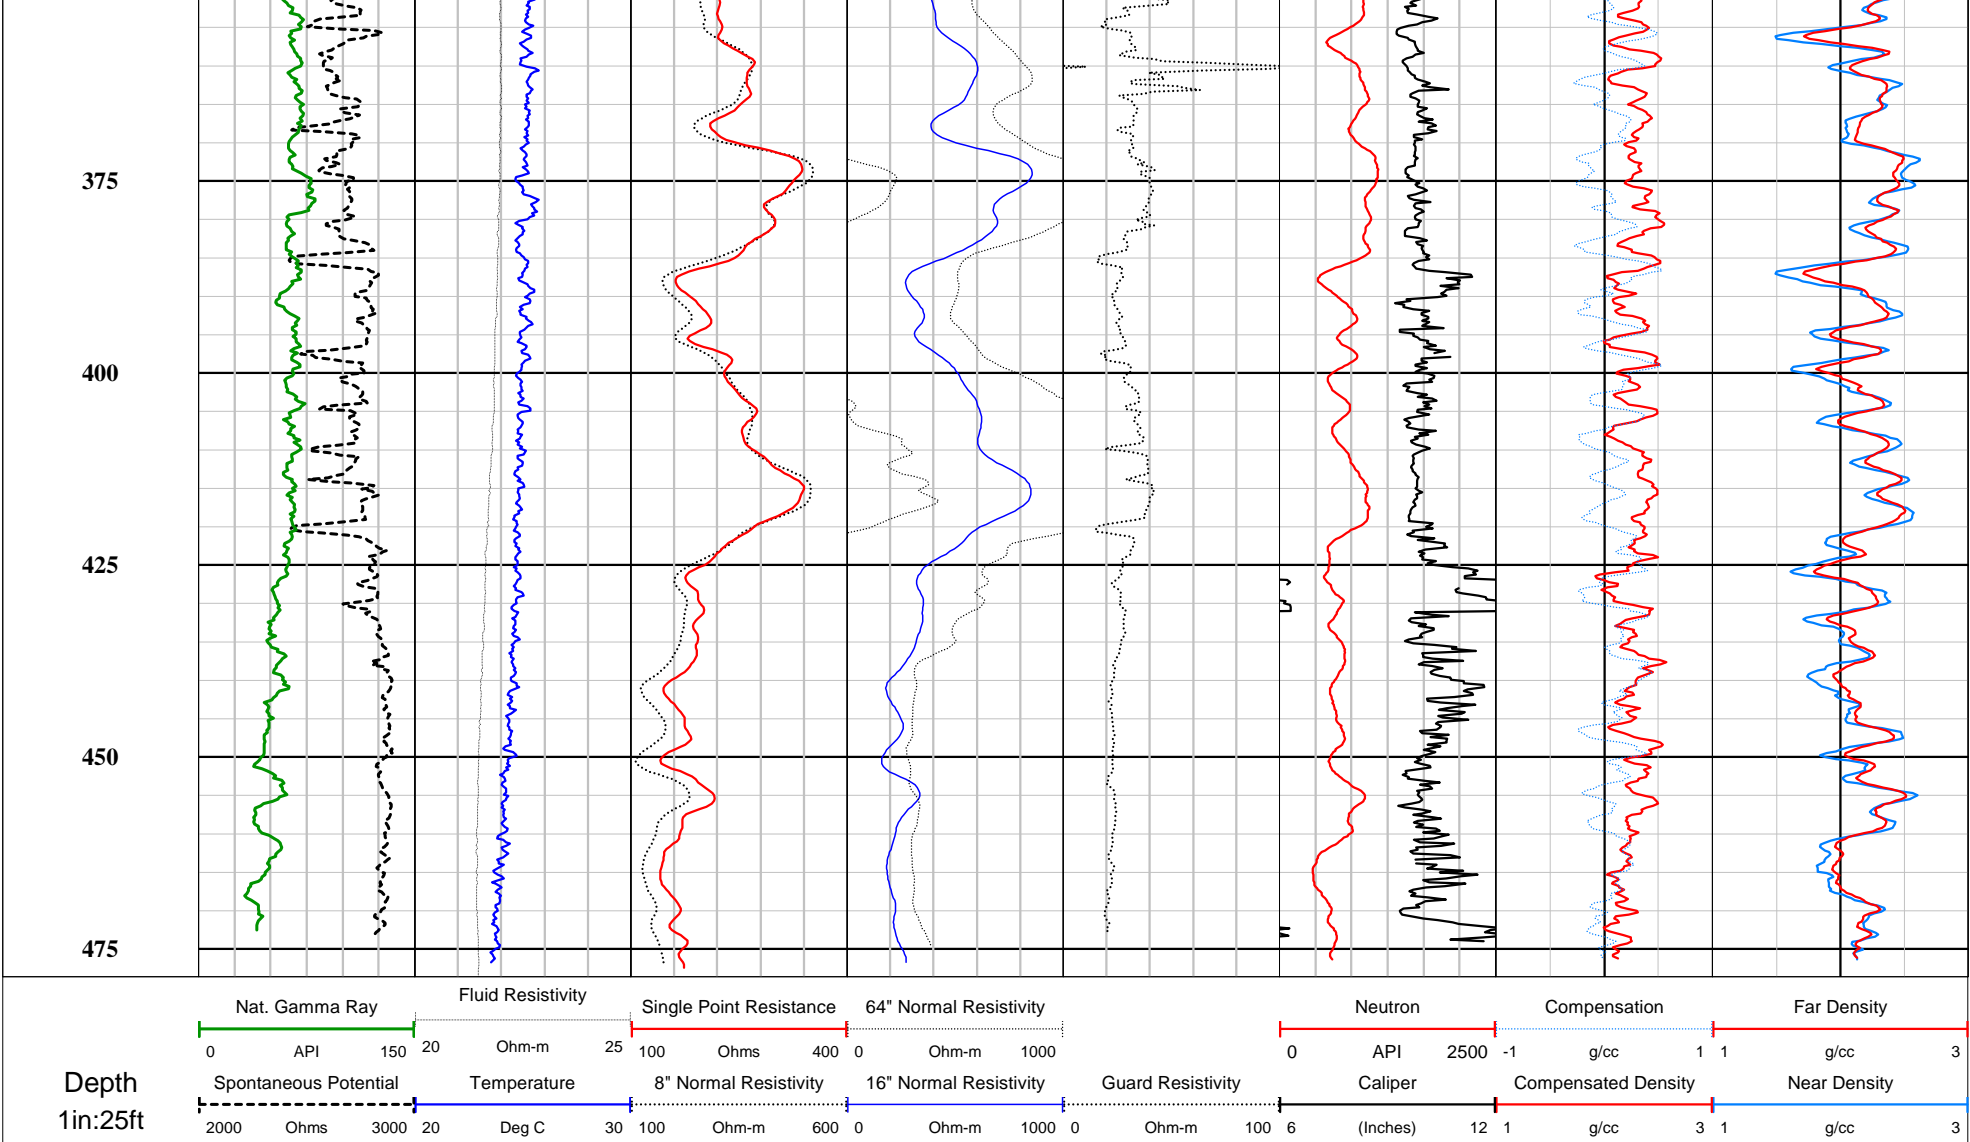 375
400
425
450
475
Nat. Gamma Ray
0 API 150
Spontaneous Potential
2000 Ohms 3000
Fluid Resistivity
20 Ohm-m 25
Temperature
20 Deg C 30
Single Point Resistance
100 Ohms 400
8" Normal Resistivity
100 Ohm-m 600
64" Normal Resistivity
0 Ohm-m 1000
16" Normal Resistivity
0 Ohm-m 1000
Guard Resistivity
0 Ohm-m 100
Neutron
0 API 2500
Caliper
6 (Inches) 12
Compensation
-1 g/cc 1
Compensated Density
1 g/cc 3
Far Density
1 g/cc 3
Near Density
1 g/cc 3
Depth
1in:25ft